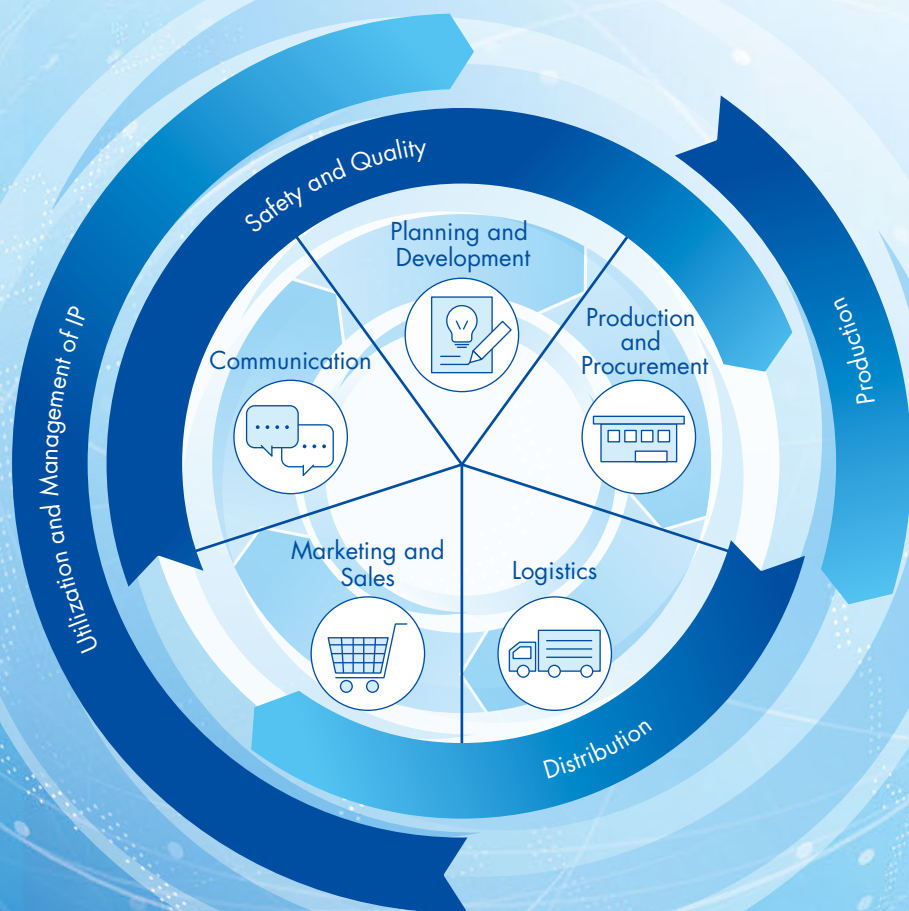 Safety and Quality
Planning and
Development
Production
and
Procurement
Communication
Marketing and
Sales
Logistics
Distribution
Production
Utilization and Management of IP